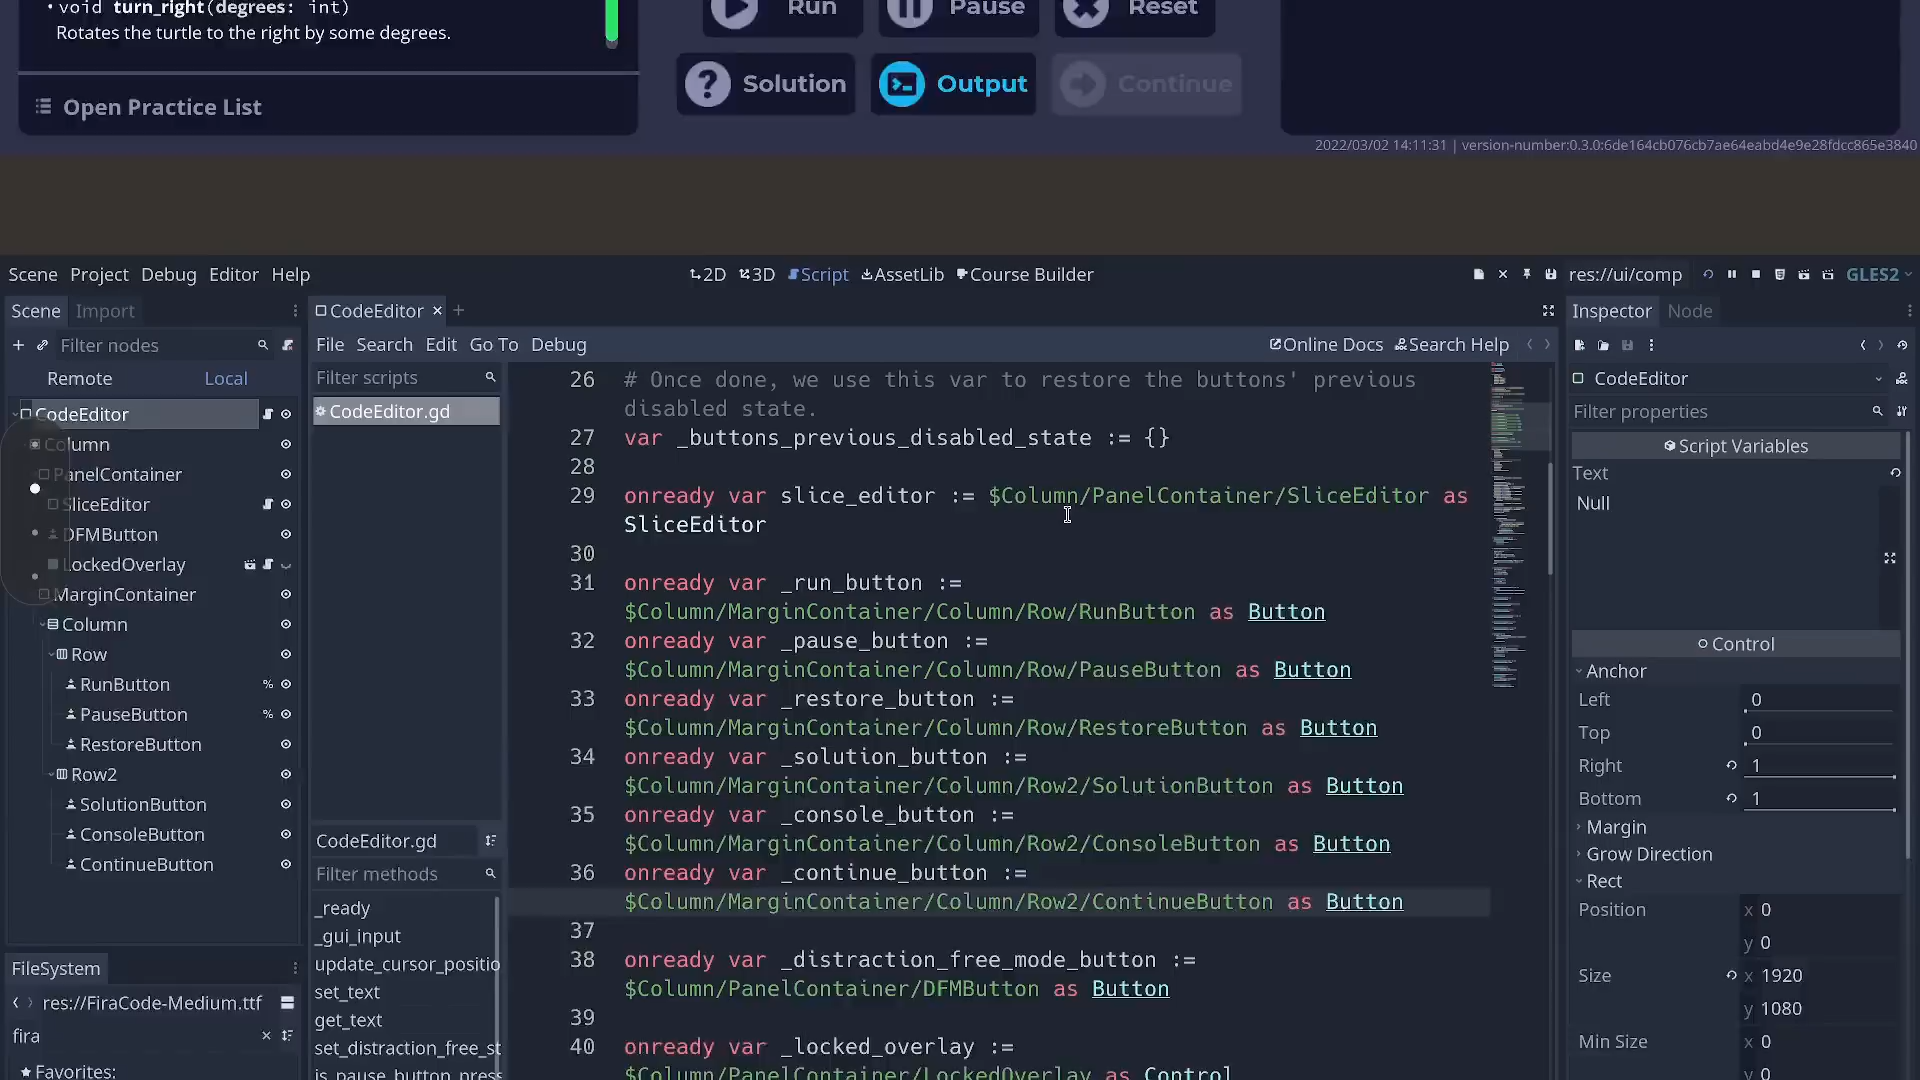 • void turn_right(degrees: int)
Rotates the turtle to the right by some degrees.
Open Practice List
Run
Pause
Reset
Solution
Output
Continue
2022/03/02 14:11:31 | version-number:0.3.0:6de164cb076cb7ae64eabd4e9e28fdcc865e3840
Scene Project Debug Editor Help
2D 3D Script AssetLib Course Builder
res://ui/comp
GLES2
Scene Import
Filter nodes
Remote Local
CodeEditor
Column
PanelContainer
SliceEditor
DFMButton
LockedOverlay
MarginContainer
Column
Row
RunButton %
PauseButton %
RestoreButton
Row2
SolutionButton
ConsoleButton
ContinueButton
FileSystem
res://FiraCode-Medium.ttf
fira
Favorites:
CodeEditor × +
File Search Edit Go To Debug
Online Docs Search Help
Filter scripts
CodeEditor.gd
CodeEditor.gd
Filter methods
_ready
_gui_input
update_cursor_positio
set_text
get_text
set_distraction_free_st
is_pause_button_press
26 # Once done, we use this var to restore the buttons' previous
disabled state.
27 var _buttons_previous_disabled_state := {}
28
29 onready var slice_editor := $Column/PanelContainer/SliceEditor as
SliceEditor
30
31 onready var _run_button :=
$Column/MarginContainer/Column/Row/RunButton as Button
32 onready var _pause_button :=
$Column/MarginContainer/Column/Row/PauseButton as Button
33 onready var _restore_button :=
$Column/MarginContainer/Column/Row/RestoreButton as Button
34 onready var _solution_button :=
$Column/MarginContainer/Column/Row2/SolutionButton as Button
35 onready var _console_button :=
$Column/MarginContainer/Column/Row2/ConsoleButton as Button
36 onready var _continue_button :=
$Column/MarginContainer/Column/Row2/ContinueButton as Button
37
38 onready var _distraction_free_mode_button :=
$Column/PanelContainer/DFMButton as Button
39
40 onready var _locked_overlay :=
$Column/PanelContainer/LockedOverlay as Control
Inspector Node
CodeEditor
Filter properties
Script Variables
Text
Null
Control
Anchor
Left 0
Top 0
Right 1
Bottom 1
Margin
Grow Direction
Rect
Position x 0
y 0
Size x 1920
y 1080
Min Size x 0
y 0